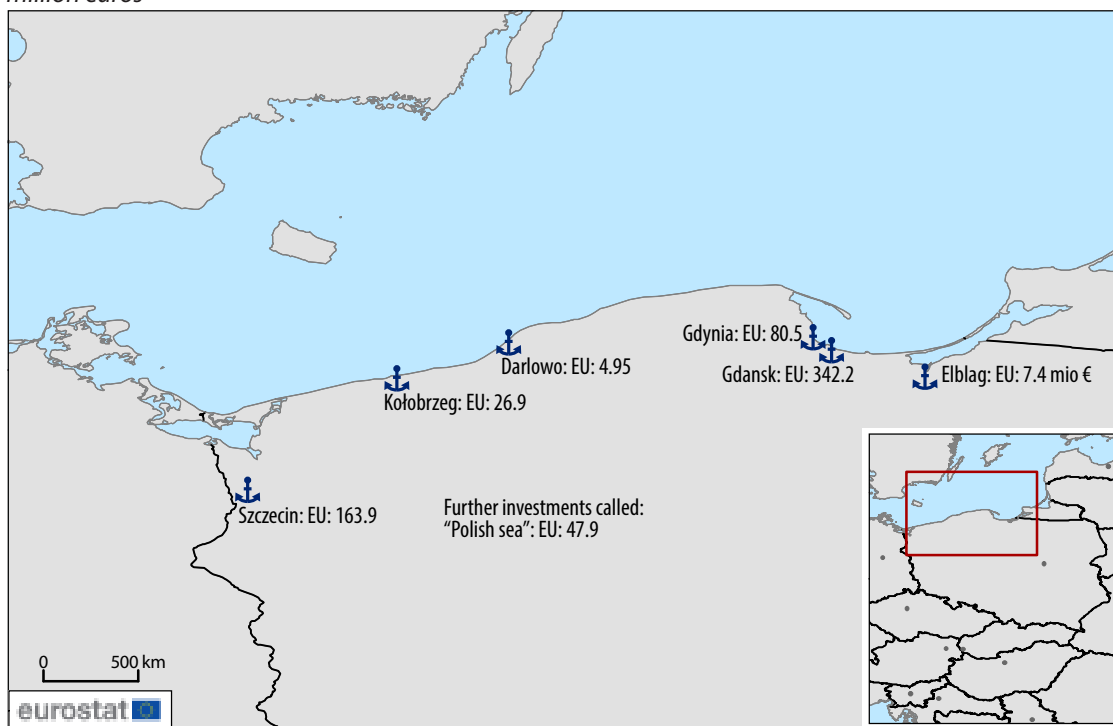 million euros
Gdynia: EU: 80.5
Darlowo: EU: 4.95
Gdansk: EU: 342.2
Elblag: EU: 7.4 mio €
Kołobrzeg: EU: 26.9
Szczecin: EU: 163.9
Further investments called:
“Polish sea”: EU: 47.9
0 500 km
eurostat